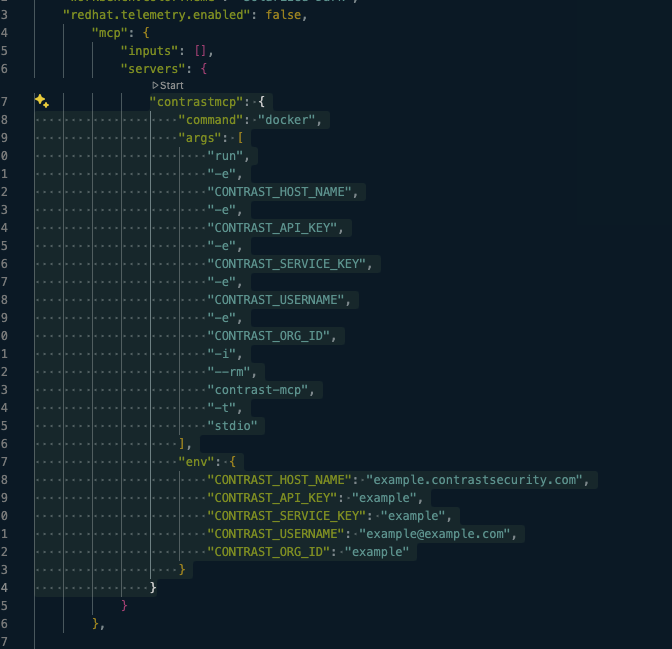 3 "redhat.telemetry.enabled": false,
4 "mcp": {
5 "inputs": [],
6 "servers": {
Start
7 "contrastmcp": {
8 "command": "docker",
9 "args": [
0 "run",
1 "-e",
2 "CONTRAST_HOST_NAME",
3 "-e",
4 "CONTRAST_API_KEY",
5 "-e",
6 "CONTRAST_SERVICE_KEY",
7 "-e",
8 "CONTRAST_USERNAME",
9 "-e",
0 "CONTRAST_ORG_ID",
1 "-i",
2 "--rm",
3 "contrast-mcp",
4 "-t",
5 "stdio"
6 ],
7 "env": {
8 "CONTRAST_HOST_NAME": "example.contrastsecurity.com",
9 "CONTRAST_API_KEY": "example",
0 "CONTRAST_SERVICE_KEY": "example",
1 "CONTRAST_USERNAME": "example@example.com",
2 "CONTRAST_ORG_ID": "example"
3 }
4 }
5 }
6 },
7